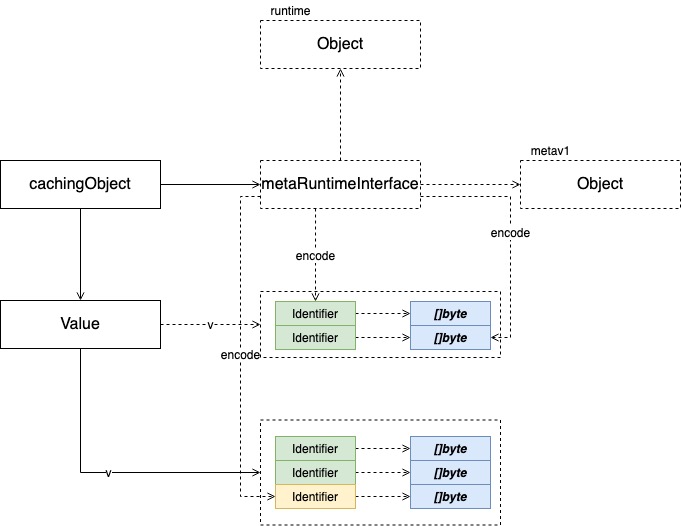 runtime
Object
metav1
cachingObject
metaRuntimeInterface
Object
encode
encode
Value
v
Identifier
[]byte
Identifier
[]byte
encode
Identifier
[]byte
v
Identifier
[]byte
Identifier
[]byte